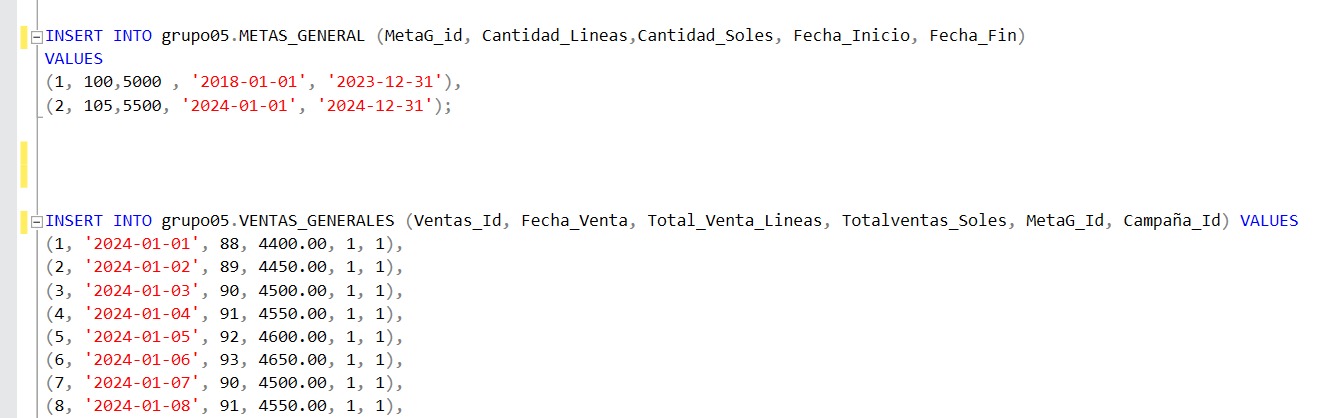 INSERT INTO grupo05.METAS_GENERAL (MetaG_id, Cantidad_Lineas,Cantidad_Soles, Fecha_Inicio, Fecha_Fin)
VALUES
(1, 100,5000 , '2018-01-01', '2023-12-31'),
(2, 105,5500, '2024-01-01', '2024-12-31');
INSERT INTO grupo05.VENTAS_GENERALES (Ventas_Id, Fecha_Venta, Total_Venta_Lineas, Totalventas_Soles, MetaG_Id, Campaña_Id) VALUES
(1, '2024-01-01', 88, 4400.00, 1, 1),
(2, '2024-01-02', 89, 4450.00, 1, 1),
(3, '2024-01-03', 90, 4500.00, 1, 1),
(4, '2024-01-04', 91, 4550.00, 1, 1),
(5, '2024-01-05', 92, 4600.00, 1, 1),
(6, '2024-01-06', 93, 4650.00, 1, 1),
(7, '2024-01-07', 90, 4500.00, 1, 1),
(8, '2024-01-08', 91, 4550.00, 1, 1),